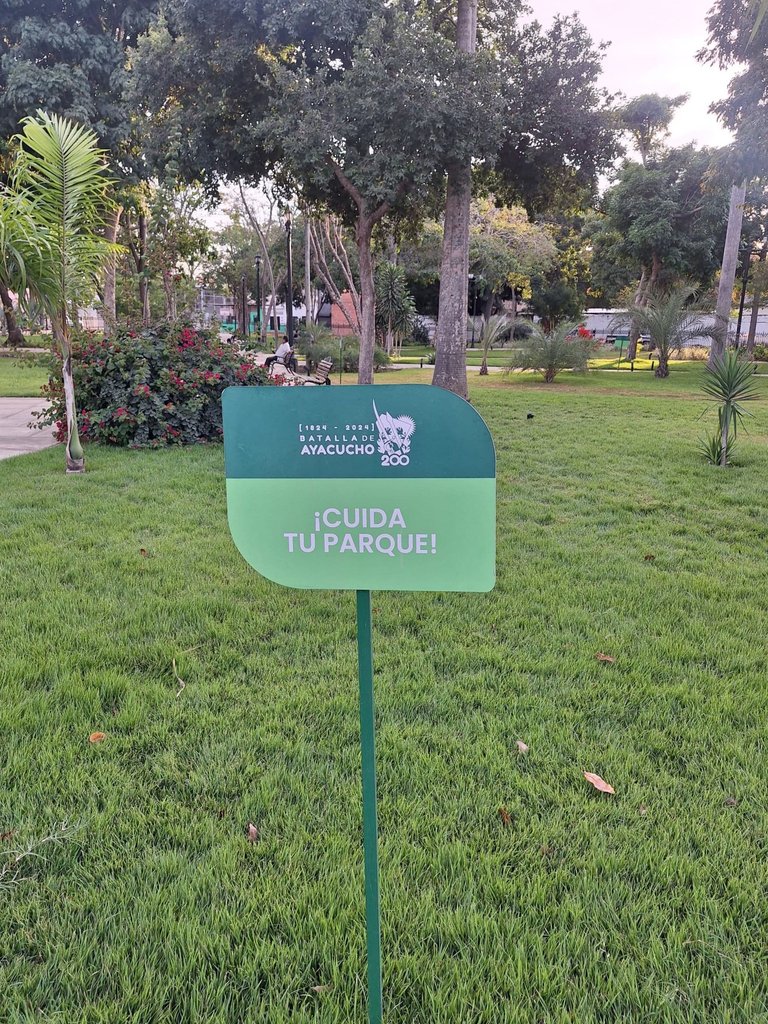 [1824 - 2024]
BATALLA DE
AYACUCHO
200
¡CUIDA
TU PARQUE!